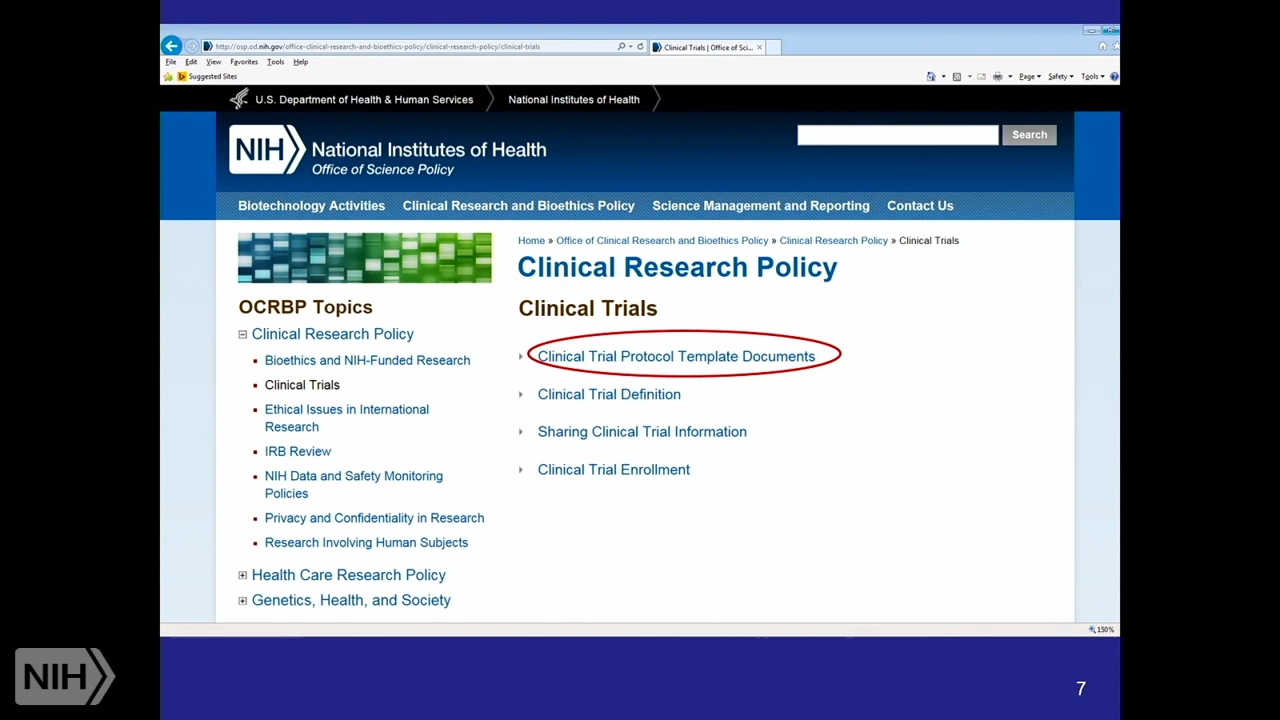 http://osp.od.nih.gov/office-clinical-research-and-bioethics-policy/clinical-research-policy/clinical-trials
Clinical Trials | Office of Sci...
File Edit View Favorites Tools Help
Suggested Sites
Page Safety Tools
U.S. Department of Health & Human Services
National Institutes of Health
NIH
National Institutes of Health
Office of Science Policy
Search
Biotechnology Activities
Clinical Research and Bioethics Policy
Science Management and Reporting
Contact Us
Home » Office of Clinical Research and Bioethics Policy » Clinical Research Policy » Clinical Trials
Clinical Research Policy
OCRBP Topics
Clinical Research Policy
Bioethics and NIH-Funded Research
Clinical Trials
Ethical Issues in International
Research
IRB Review
NIH Data and Safety Monitoring
Policies
Privacy and Confidentiality in Research
Research Involving Human Subjects
Health Care Research Policy
Genetics, Health, and Society
Clinical Trials
Clinical Trial Protocol Template Documents
Clinical Trial Definition
Sharing Clinical Trial Information
Clinical Trial Enrollment
150%
NIH
7